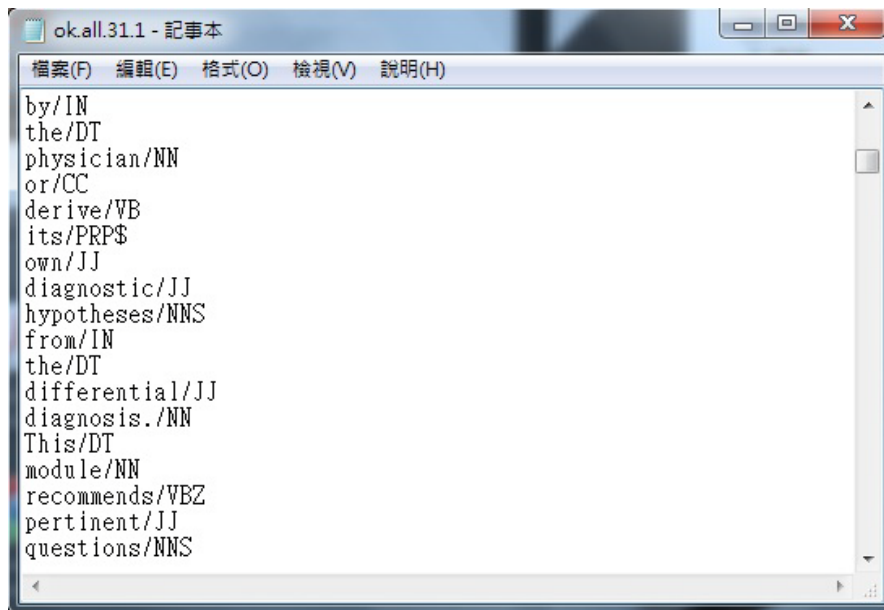 ok.all.31.1 - 記事本
檔案(F) 編輯(E) 格式(O) 檢視(V) 說明(H)
by/IN
the/DT
physician/NN
or/CC
derive/VB
its/PRP$
own/JJ
diagnostic/JJ
hypotheses/NNS
from/IN
the/DT
differential/JJ
diagnosis./NN
This/DT
module/NN
recommends/VBZ
pertinent/JJ
questions/NNS